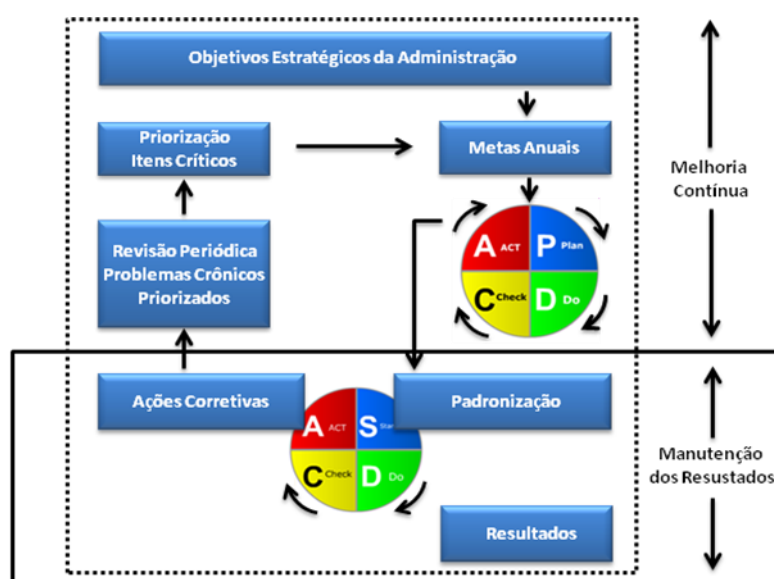 Objetivos Estratégicos da Administração
Priorização
Itens Críticos
Metas Anuais
Melhoria
Contínua
Revisão Periódica
Problemas Crônicos
Priorizados
A ACT
P Plan
C Check
D Do
Ações Corretivas
Padronização
A ACT
S
C Check
D Do
Manutenção
dos Resustados
Resultados